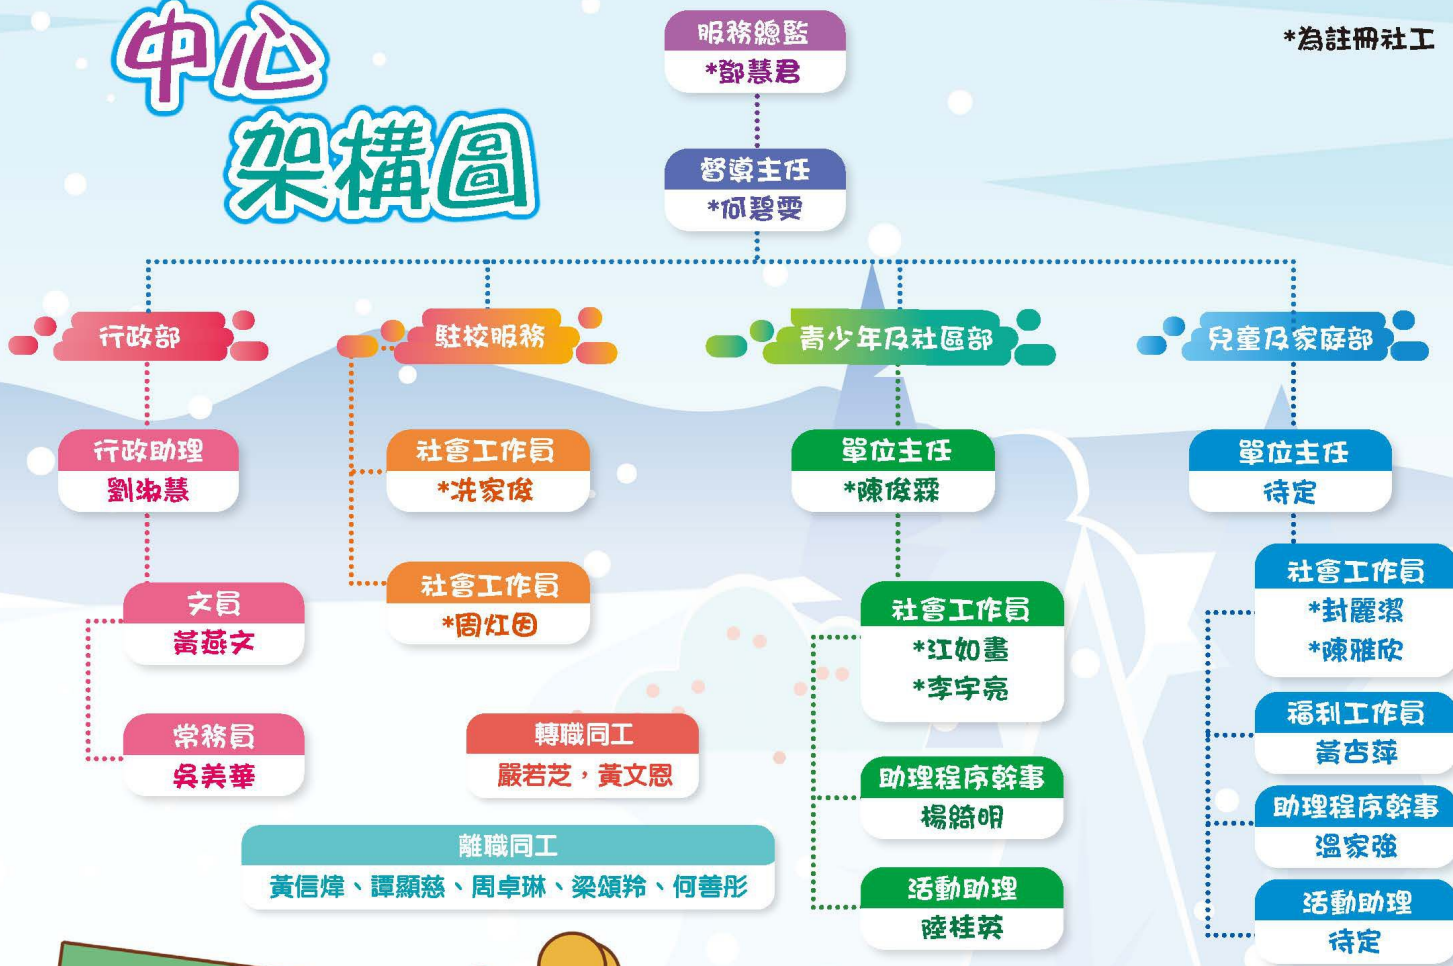 中心
架構圖
*為註冊社工
服務總監
*鄧慧君
督導主任
*何碧雯
行政部
行政助理
劉淑慧
文員
黃燕文
常務員
吳美華
駐校服務
社會工作員
*冼家俊
社會工作員
*周灴因
青少年及社區部
單位主任
*陳俊霖
社會工作員
*江如畫
*李宇亮
助理程序幹事
楊綺明
活動助理
陸桂英
兒童及家庭部
單位主任
待定
社會工作員
*封麗潔
*陳雅欣
福利工作員
黃杏萍
助理程序幹事
溫家強
活動助理
待定
轉職同工
嚴若芝，黃文恩
離職同工
黃信煒、譚顯慈、周卓琳、梁頌羚、何善彤